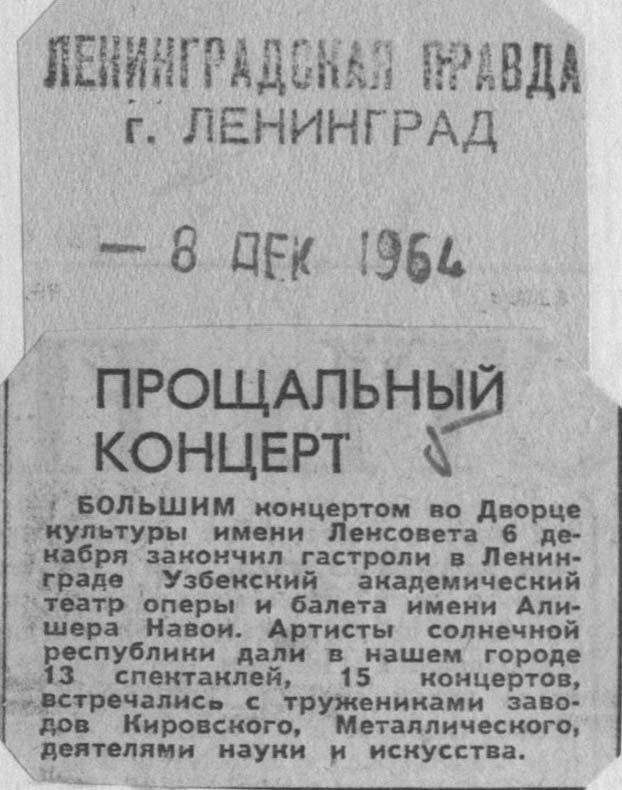 ЛЕНИНГРАДСКАЯ ПРАВДА
г. ЛЕНИНГРАД
— 8 ДЕК 1964
ПРОЩАЛЬНЫЙ
КОНЦЕРТ
БОЛЬШИМ концертом во Дворце
культуры имени Ленсовета 6 де-
кабря закончил гастроли в Ленин-
граде Узбекский академический
театр оперы и балета имени Али-
шера Навои. Артисты солнечной
республики дали в нашем городе
13 спектаклей, 15 концертов,
встречались с тружениками заво-
дов Кировского, Металлического,
деятелями науки и искусства.